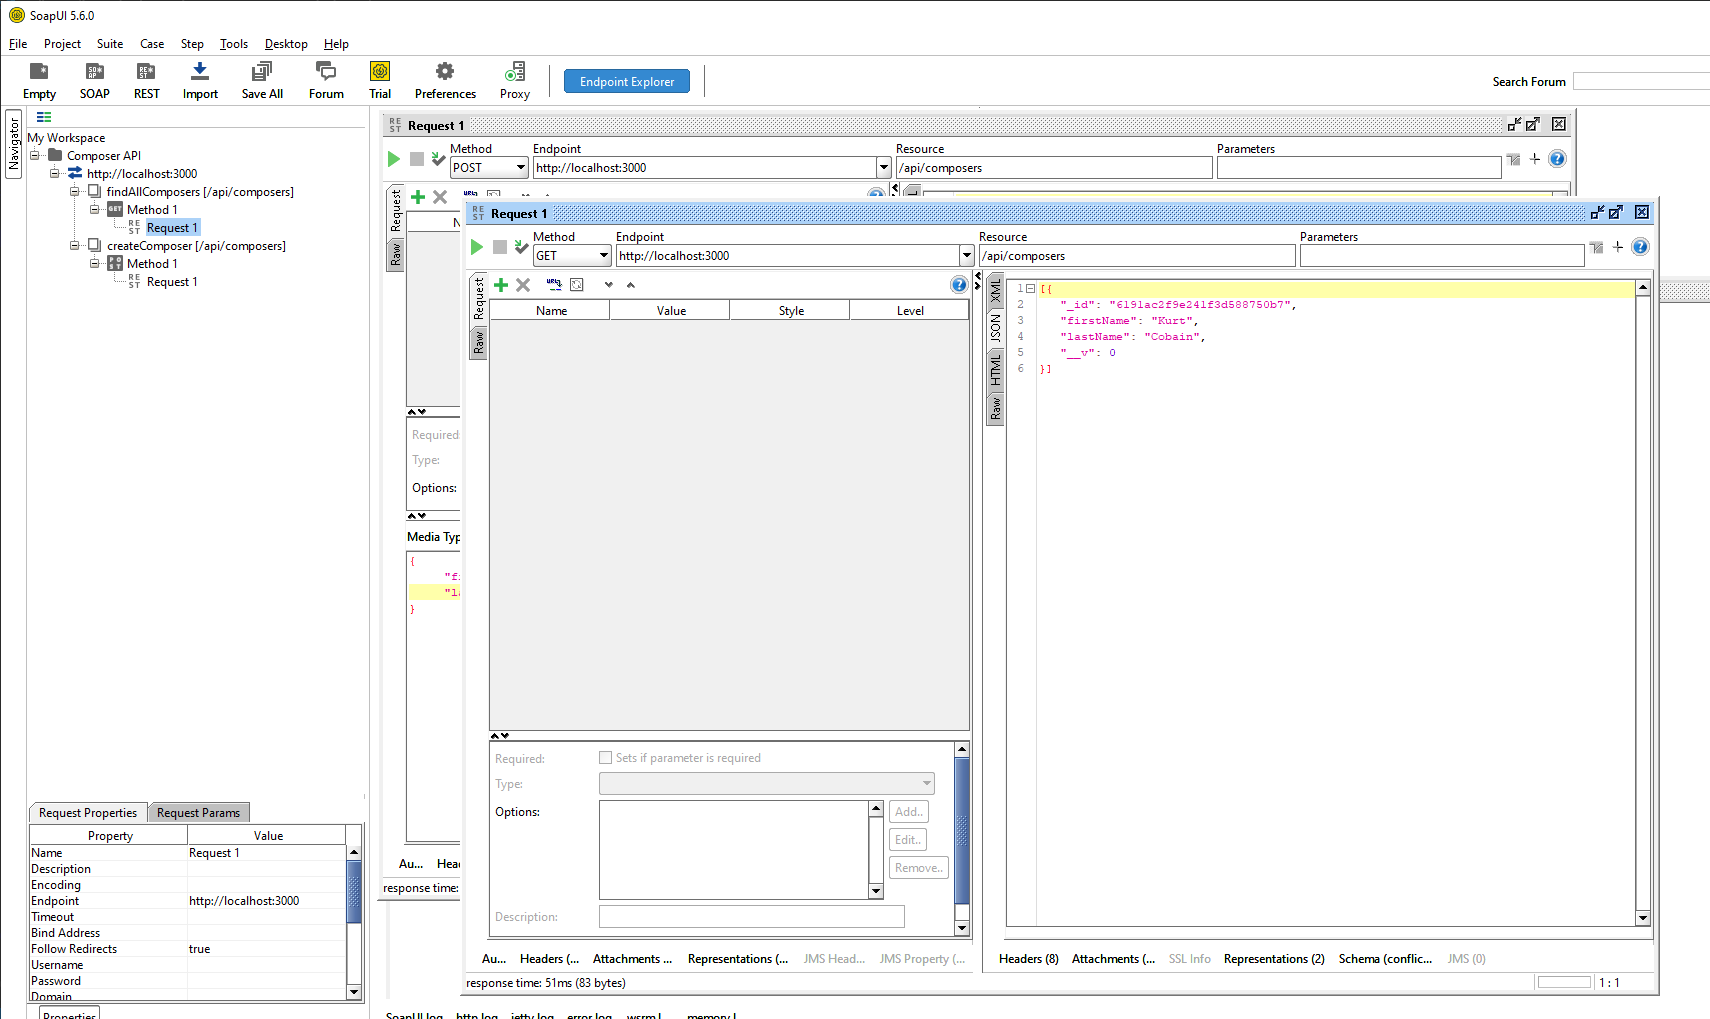 SoapUI 5.6.0
File Project Suite Case Step Tools Desktop Help
Empty SOAP REST Import Save All Forum Trial Preferences Proxy Endpoint Explorer Search Forum
Navigator
My Workspace
Composer API
http://localhost:3000
findAllComposers [/api/composers]
GET Method 1
REST Request 1
createComposer [/api/composers]
POST Method 1
REST Request 1
Request Properties Request Params
Property Value
Name Request 1
Description
Encoding
Endpoint http://localhost:3000
Timeout
Bind Address
Follow Redirects true
Username
Password
Domain
Properties
REST Request 1
Method Endpoint Resource Parameters
POST http://localhost:3000 /api/composers
Request
Raw
N
Required:
Type:
Options:
Media Typ
{
"f
"l
}
Au... Hea
response time:
REST Request 1
Method Endpoint Resource Parameters
GET http://localhost:3000 /api/composers
Request
Raw
Name Value Style Level
Required: Sets if parameter is required
Type:
Options: Add..
Edit..
Remove..
Description:
Au... Headers (... Attachments ... Representations (... JMS Head... JMS Property (...
XML
JSON
HTML
Raw
1 [{
2 "_id": "6191ac2f9e241f3d588750b7",
3 "firstName": "Kurt",
4 "lastName": "Cobain",
5 "__v": 0
6 }]
Headers (8) Attachments (... SSL Info Representations (2) Schema (conflic... JMS (0)
response time: 51ms (83 bytes) 1 : 1
SoapUI log http log jetty log error log wsrm l memory l